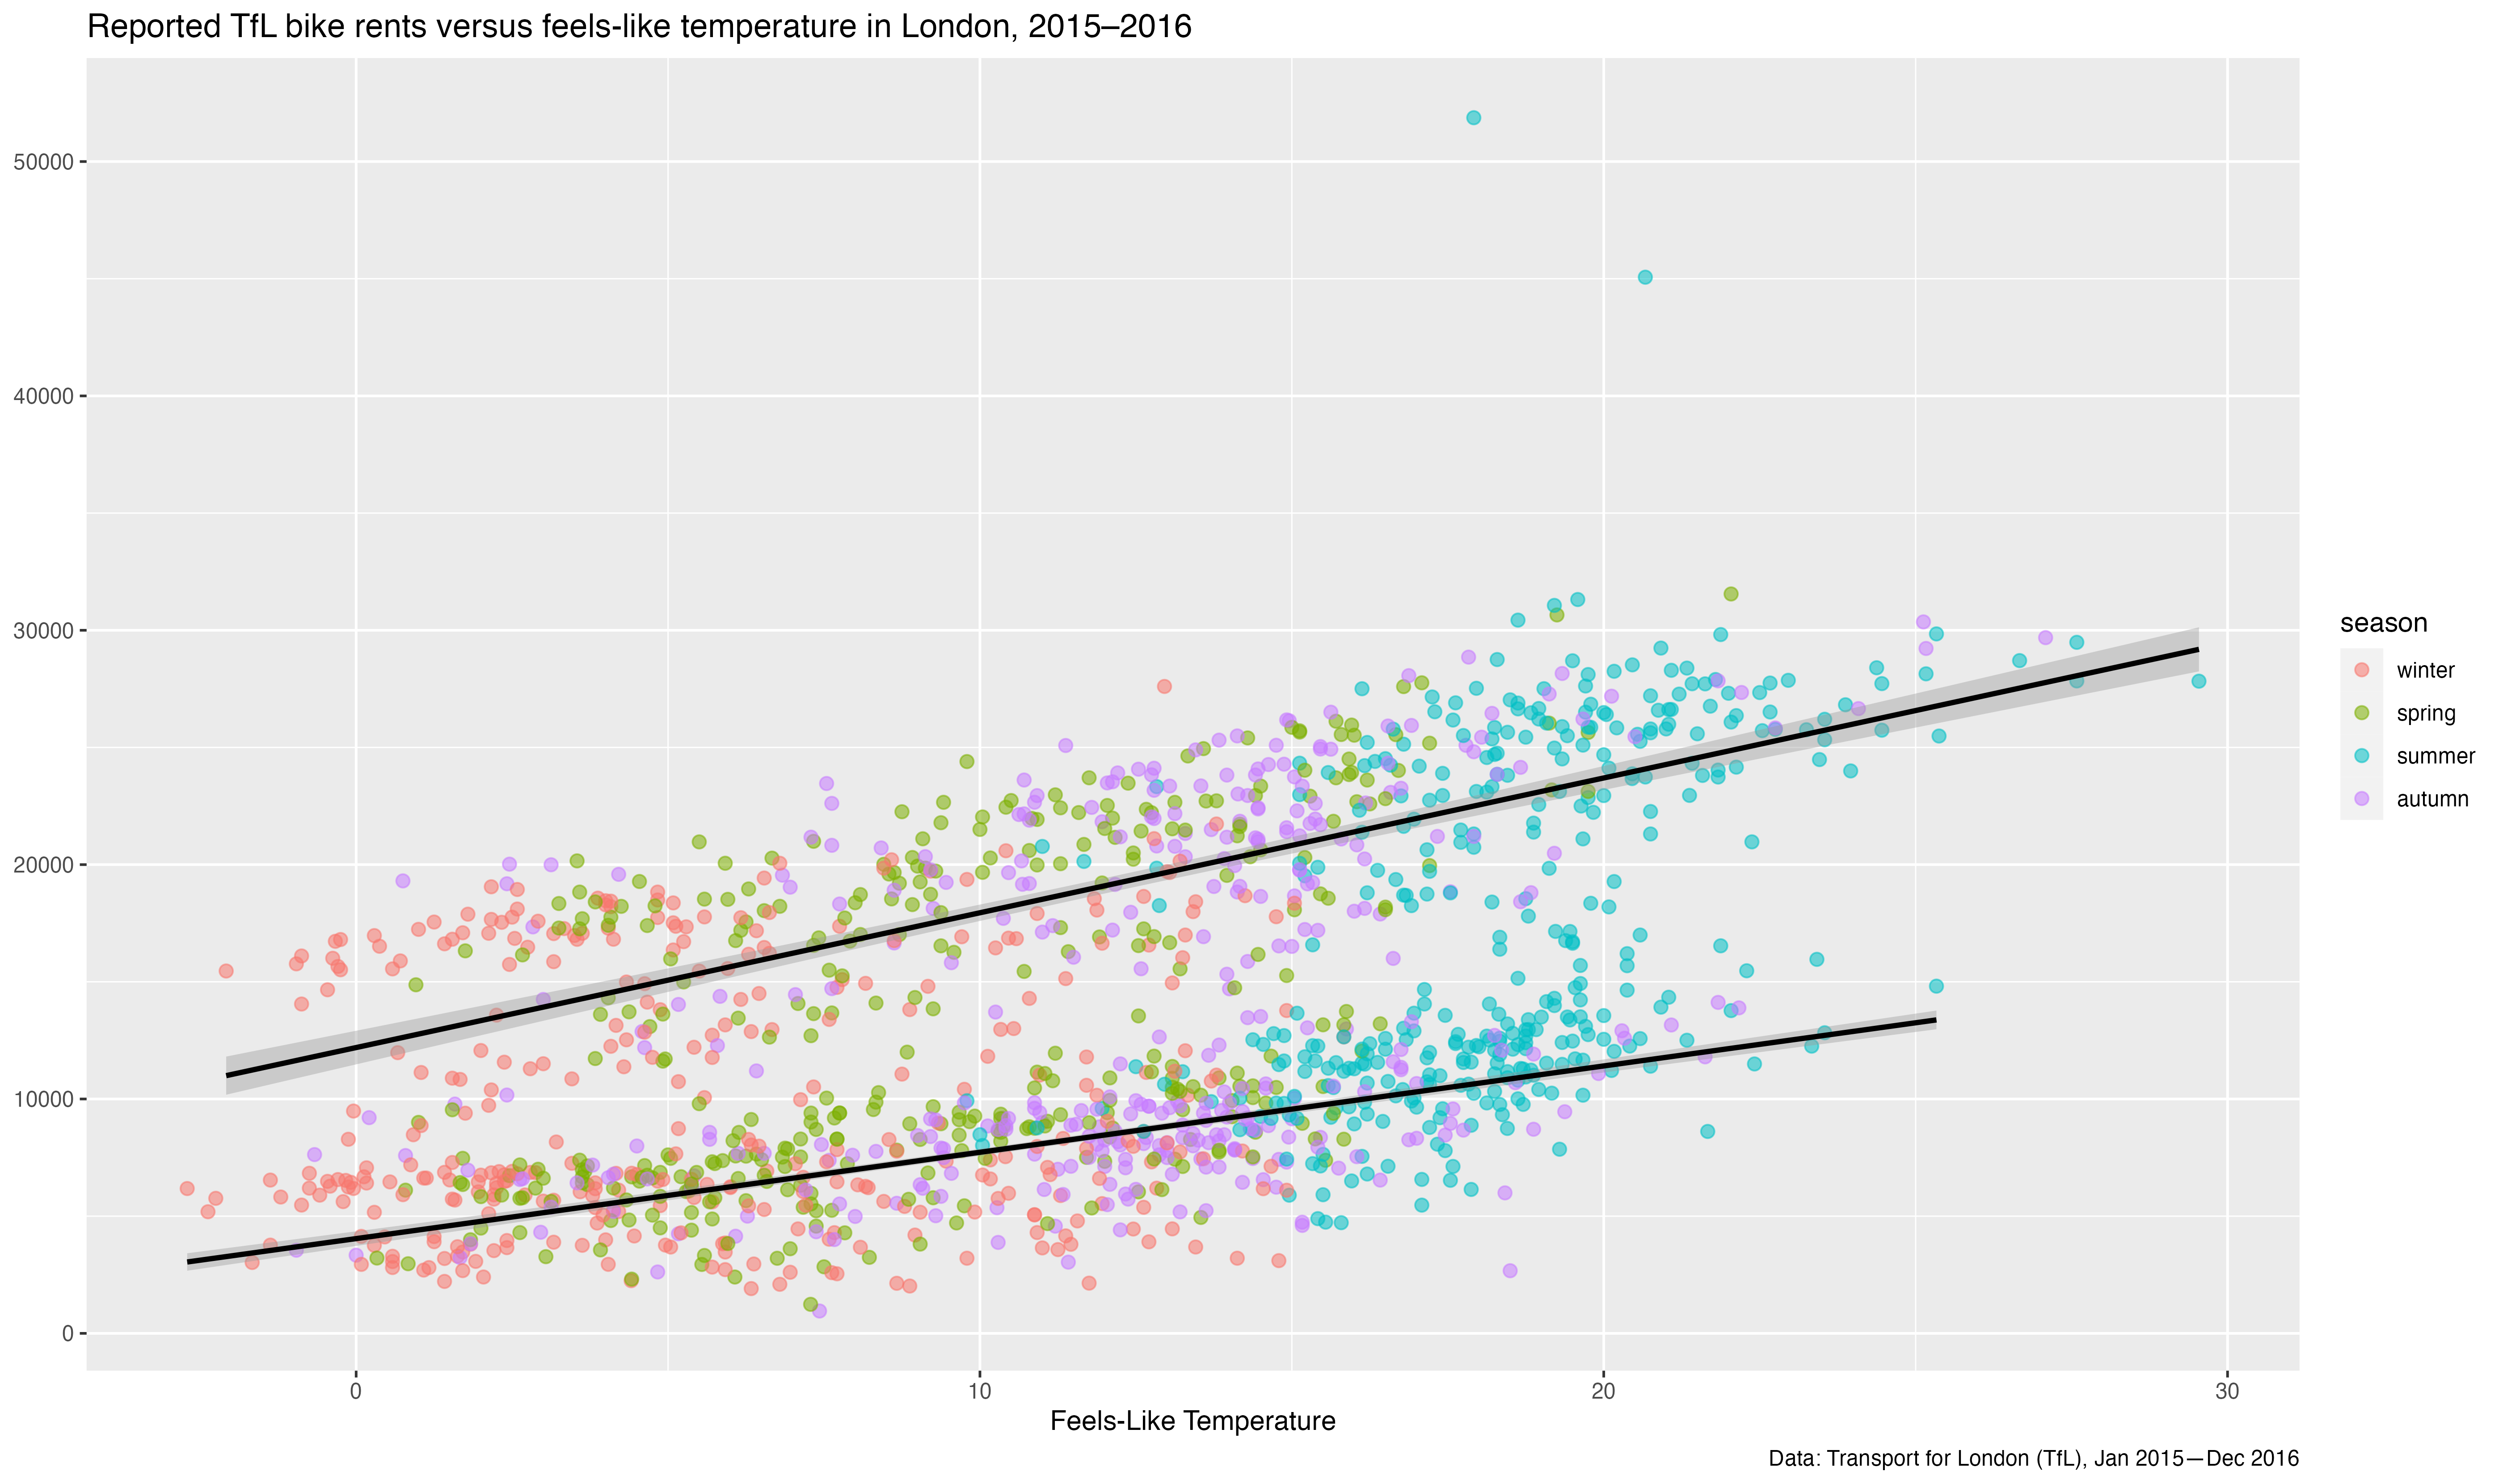 Reported TfL bike rents versus feels-like temperature in London, 2015–2016
50000
40000
30000
20000
10000
0
0 10 20 30
Feels-Like Temperature
season
winter
spring
summer
autumn
Data: Transport for London (TfL), Jan 2015—Dec 2016